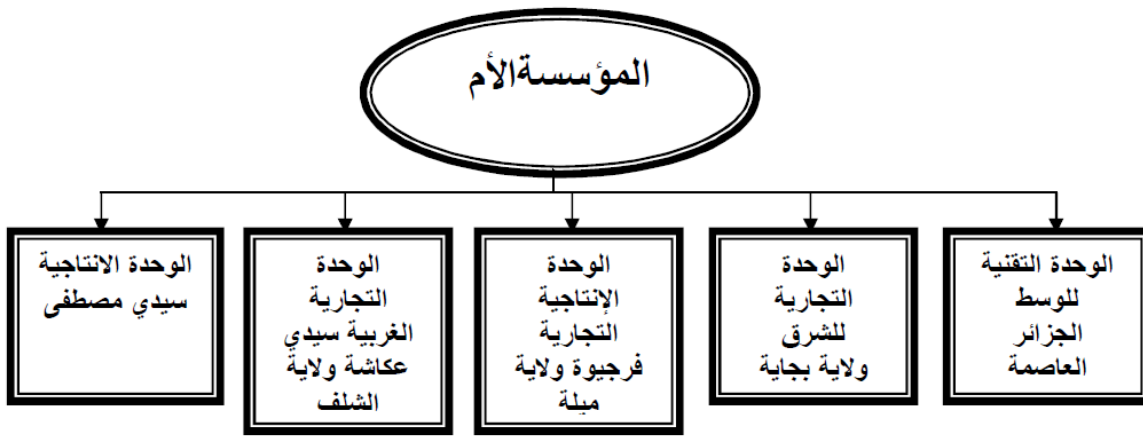 المؤسسةالأم
الوحدة التقنية
للوسط
الجزائر
العاصمة
الوحدة
التجارية
للشرق
ولاية بجاية
الوحدة
الإنتاجية
التجارية
فرجيوة ولاية
ميلة
الوحدة
التجارية
الغربية سيدي
عكاشة ولاية
الشلف
الوحدة الانتاجية
سيدي مصطفى